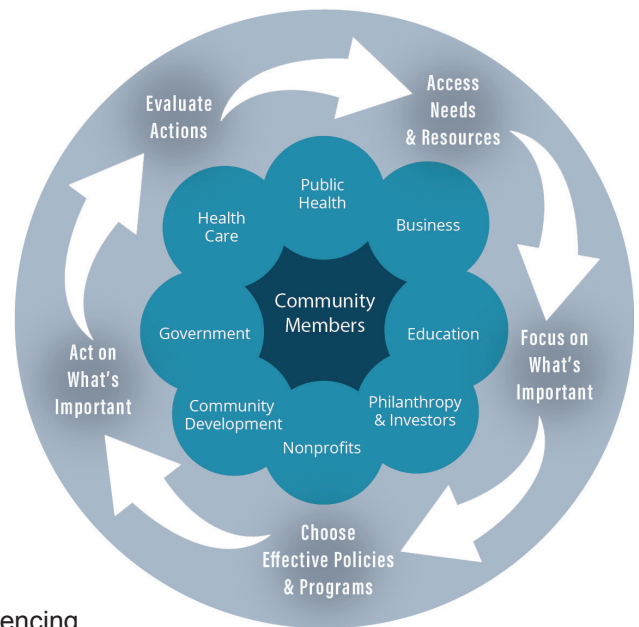 Evaluate
Actions
Access
Needs
& Resources
Focus on
What's
Important
Choose
Effective Policies
& Programs
Act on
What's
Important
Public
Health
Business
Education
Philanthropy
& Investors
Nonprofits
Community
Development
Government
Health
Care
Community
Members
encing